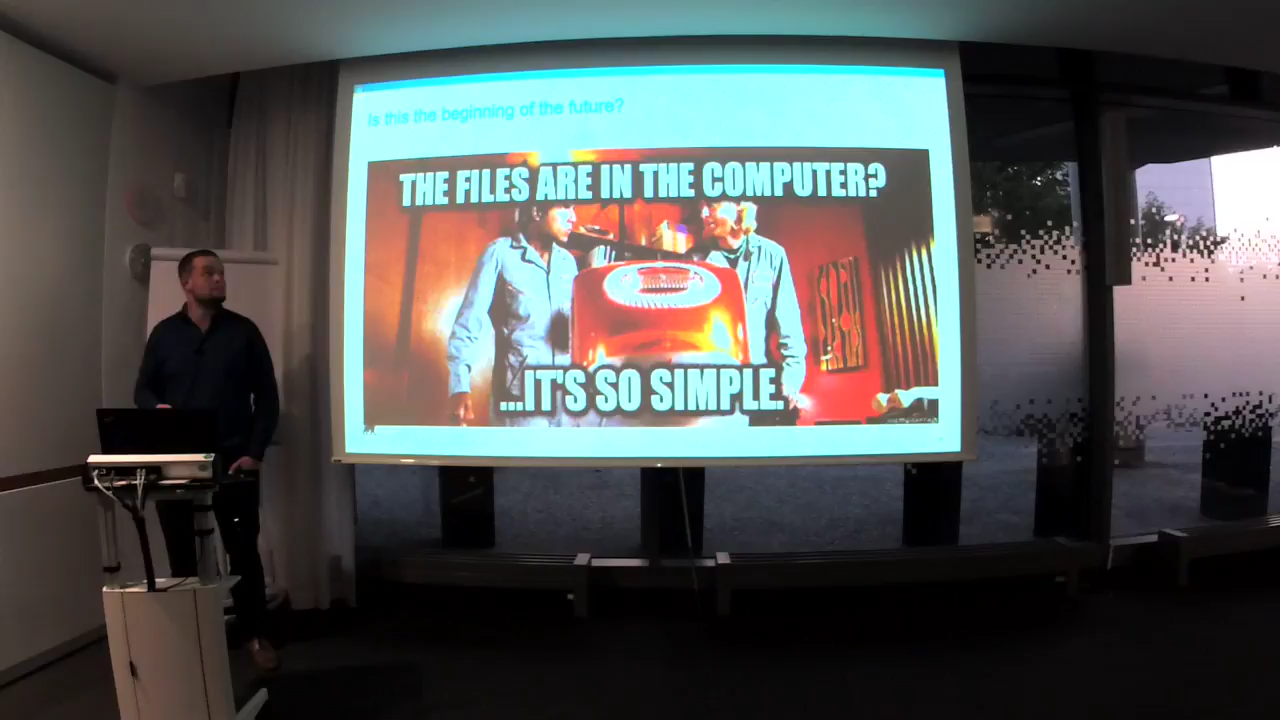 Is this the beginning of the future?
THE FILES ARE IN THE COMPUTER?
...IT'S SO SIMPLE.